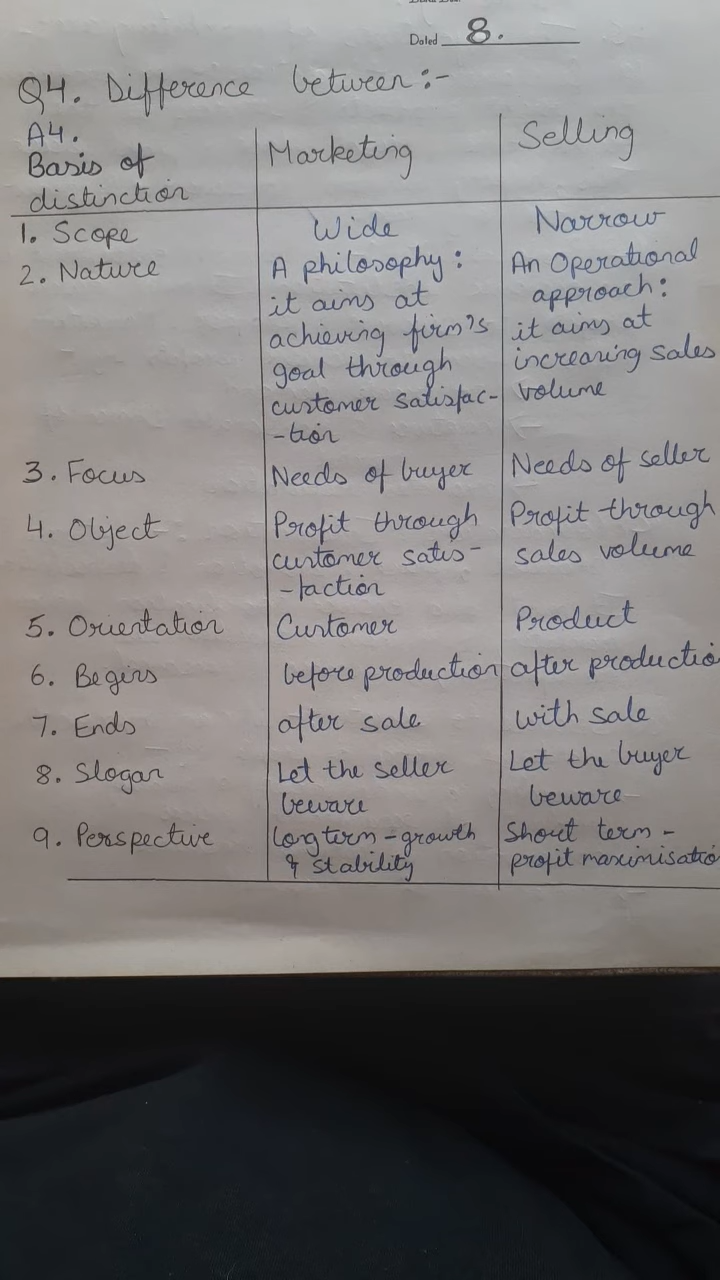 Dated 8.
Q4. Difference between :-
A4.
Basis of distinction | Marketing | Selling
1. Scope | Wide | Narrow
2. Nature | A philosophy : | An Operational
it aims at | approach :
achieving firm's | it aims at
goal through | increasing sales
customer satisfac- | volume
-tion
3. Focus | Needs of buyer | Needs of seller
4. Object | Profit through | Profit through
customer satis- | sales volume
-faction
5. Orientation | Customer | Product
6. Begins | before production | after productio
7. Ends | after sale | with sale
8. Slogan | Let the seller | Let the buyer
beware | beware
9. Perspective | longterm - growth | Short term -
& stability | profit maximisatio